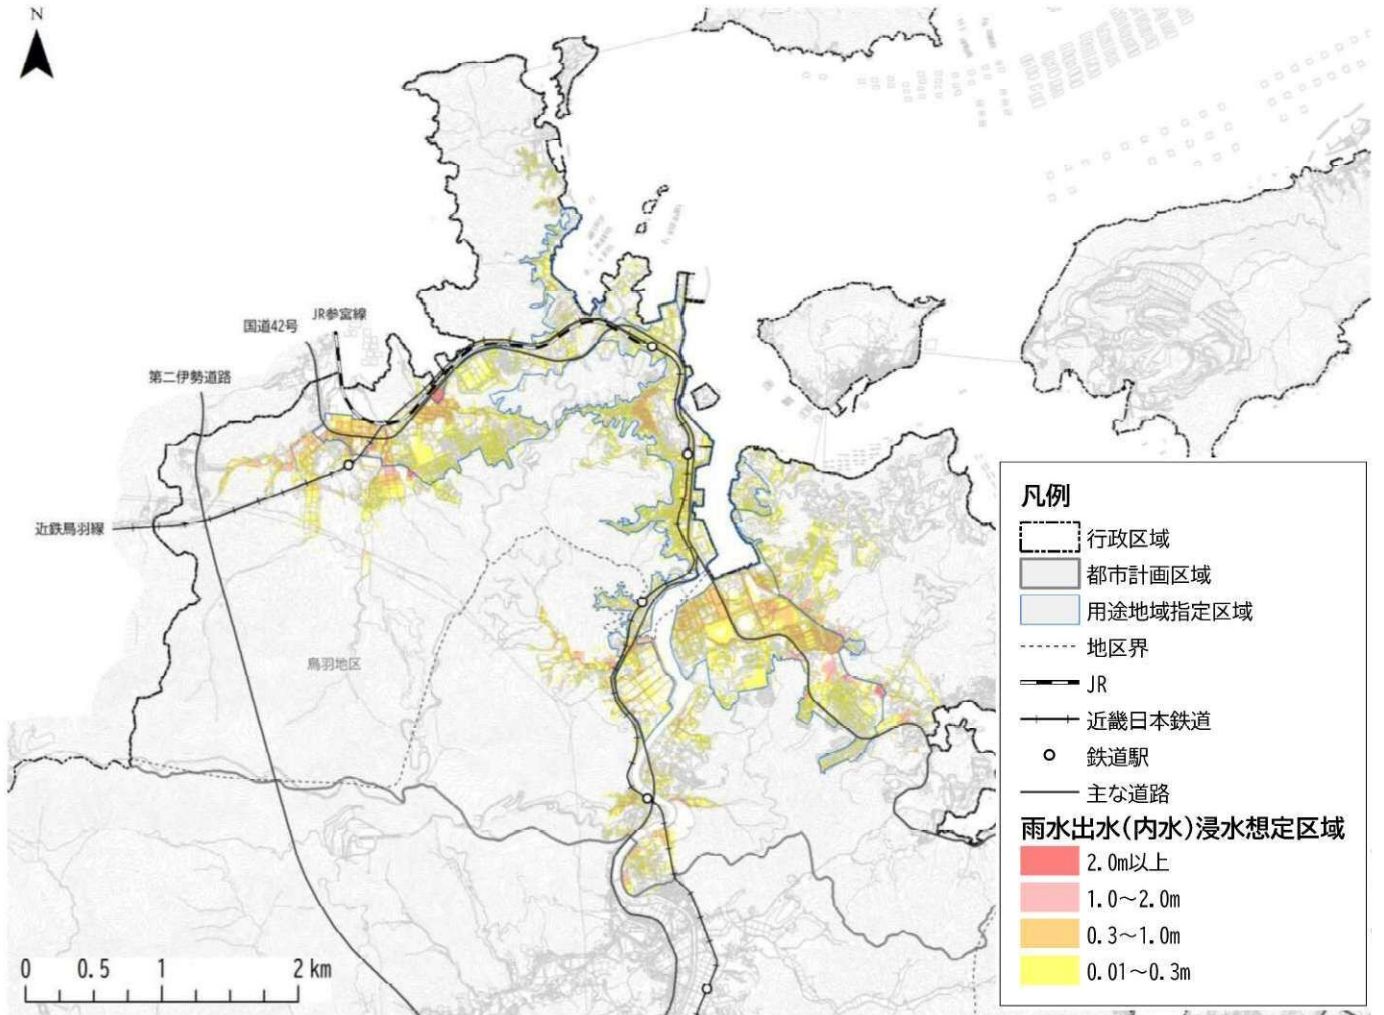 N
JR参宮線
国道42号
第二伊勢道路
近鉄鳥羽線
鳥羽地区
凡例
行政区域
都市計画区域
用途地域指定区域
地区界
JR
近畿日本鉄道
鉄道駅
主な道路
雨水出水(内水)浸水想定区域
2.0m以上
1.0～2.0m
0.3～1.0m
0.01～0.3m
0 0.5 1 2 km